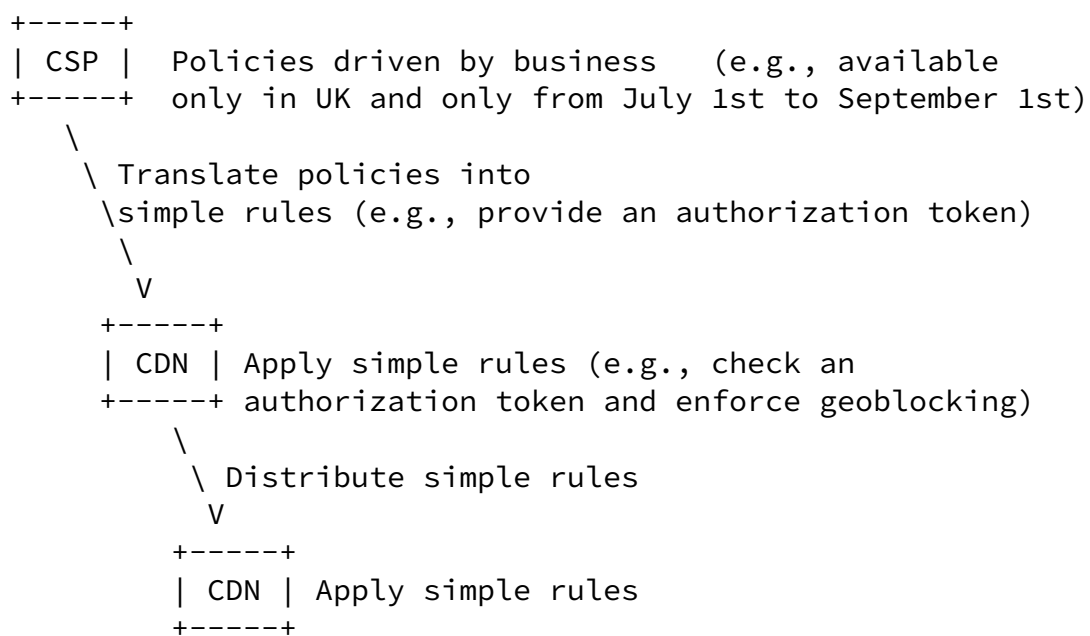 +-----+
| CSP |  Policies driven by business   (e.g., available
+-----+  only in UK and only from July 1st to September 1st)
   \
    \ Translate policies into
     \simple rules (e.g., provide an authorization token)
      \
       V
     +-----+
     | CDN | Apply simple rules (e.g., check an
     +-----+ authorization token and enforce geoblocking)
         \
          \ Distribute simple rules
           V
         +-----+
         | CDN | Apply simple rules
         +-----+